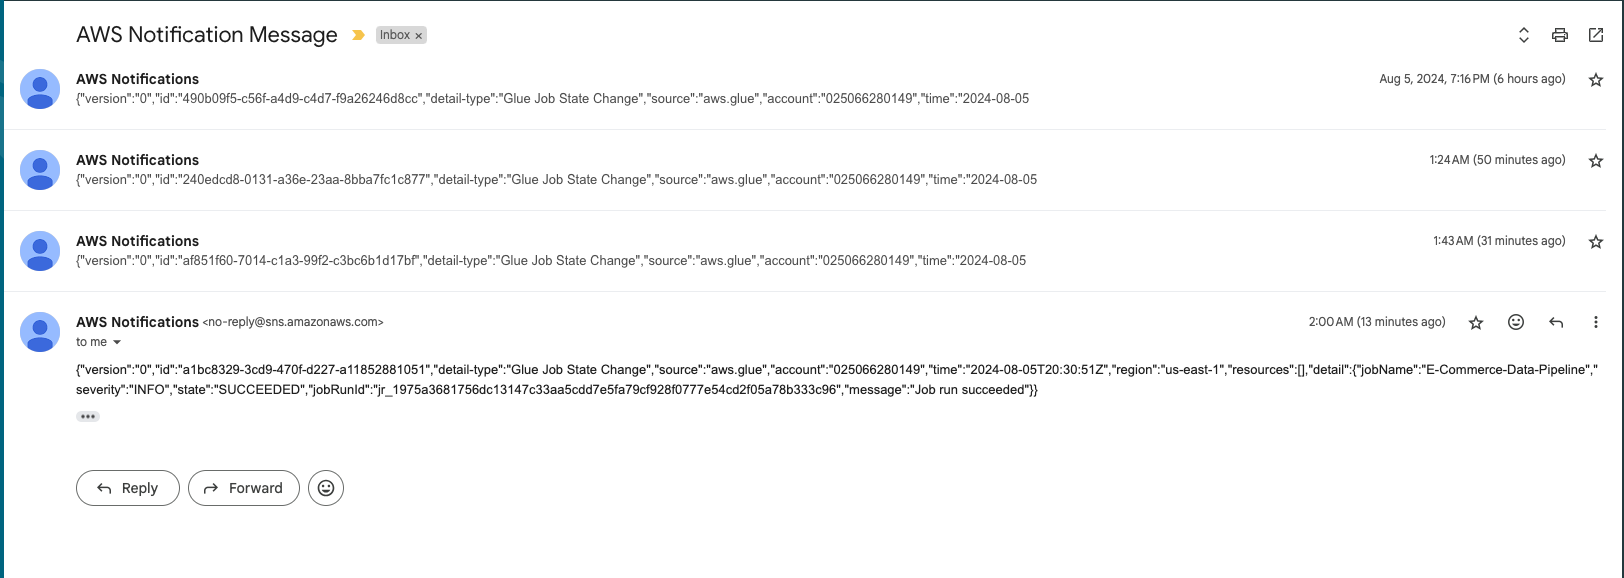 AWS Notification Message Inbox ×
AWS Notifications Aug 5, 2024, 7:16 PM (6 hours ago)
{"version":"0","id":"490b09f5-c56f-a4d9-c4d7-f9a26246d8cc","detail-type":"Glue Job State Change","source":"aws.glue","account":"025066280149","time":"2024-08-05
AWS Notifications 1:24 AM (50 minutes ago)
{"version":"0","id":"240edcd8-0131-a36e-23aa-8bba7fc1c877","detail-type":"Glue Job State Change","source":"aws.glue","account":"025066280149","time":"2024-08-05
AWS Notifications 1:43 AM (31 minutes ago)
{"version":"0","id":"af851f60-7014-c1a3-99f2-c3bc6b1d17bf","detail-type":"Glue Job State Change","source":"aws.glue","account":"025066280149","time":"2024-08-05
AWS Notifications <no-reply@sns.amazonaws.com> 2:00 AM (13 minutes ago)
to me
{"version":"0","id":"a1bc8329-3cd9-470f-d227-a11852881051","detail-type":"Glue Job State Change","source":"aws.glue","account":"025066280149","time":"2024-08-05T20:30:51Z","region":"us-east-1","resources":[],"detail":{"jobName":"E-Commerce-Data-Pipeline","
severity":"INFO","state":"SUCCEEDED","jobRunId":"jr_1975a3681756dc13147c33aa5cdd7e5fa79cf928f0777e54cd2f05a78b333c96","message":"Job run succeeded"}}
Reply Forward